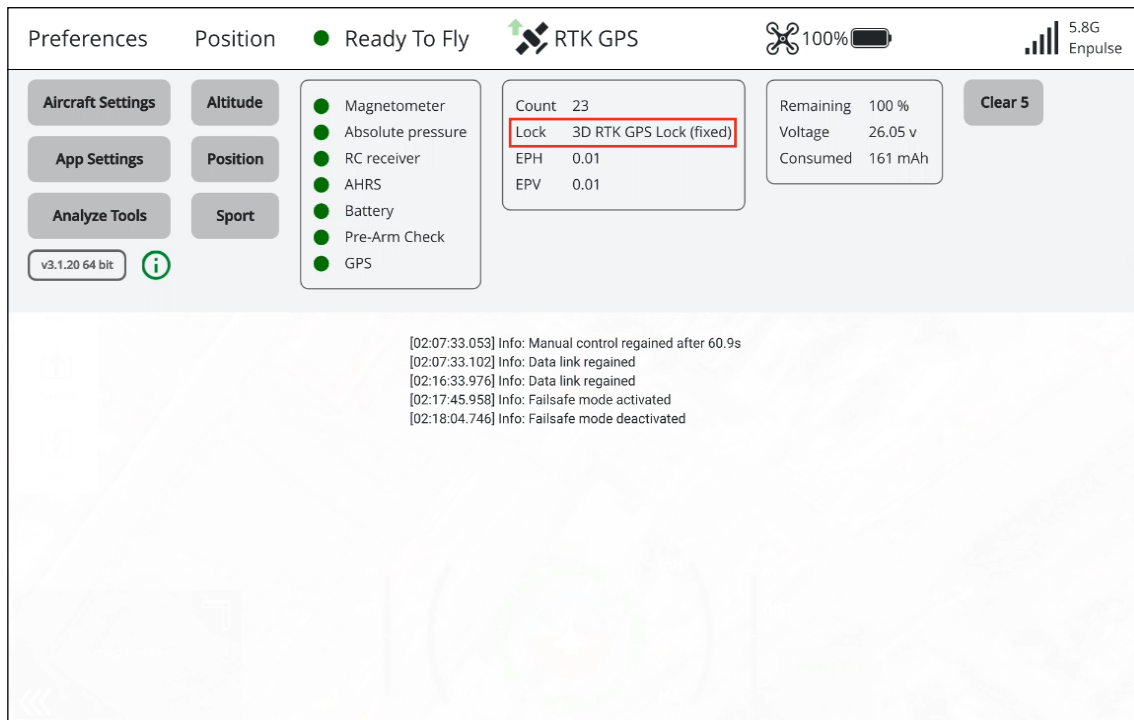 Preferences Position Ready To Fly RTK GPS 100% 5.8G
Enpulse
Aircraft Settings
App Settings
Analyze Tools
v3.1.20 64 bit
Altitude
Position
Sport
Magnetometer
Absolute pressure
RC receiver
AHRS
Battery
Pre-Arm Check
GPS
Count 23
Lock 3D RTK GPS Lock (fixed)
EPH 0.01
EPV 0.01
Remaining 100 %
Voltage 26.05 v
Consumed 161 mAh
Clear 5
[02:07:33.053] Info: Manual control regained after 60.9s
[02:07:33.102] Info: Data link regained
[02:16:33.976] Info: Data link regained
[02:17:45.958] Info: Failsafe mode activated
[02:18:04.746] Info: Failsafe mode deactivated